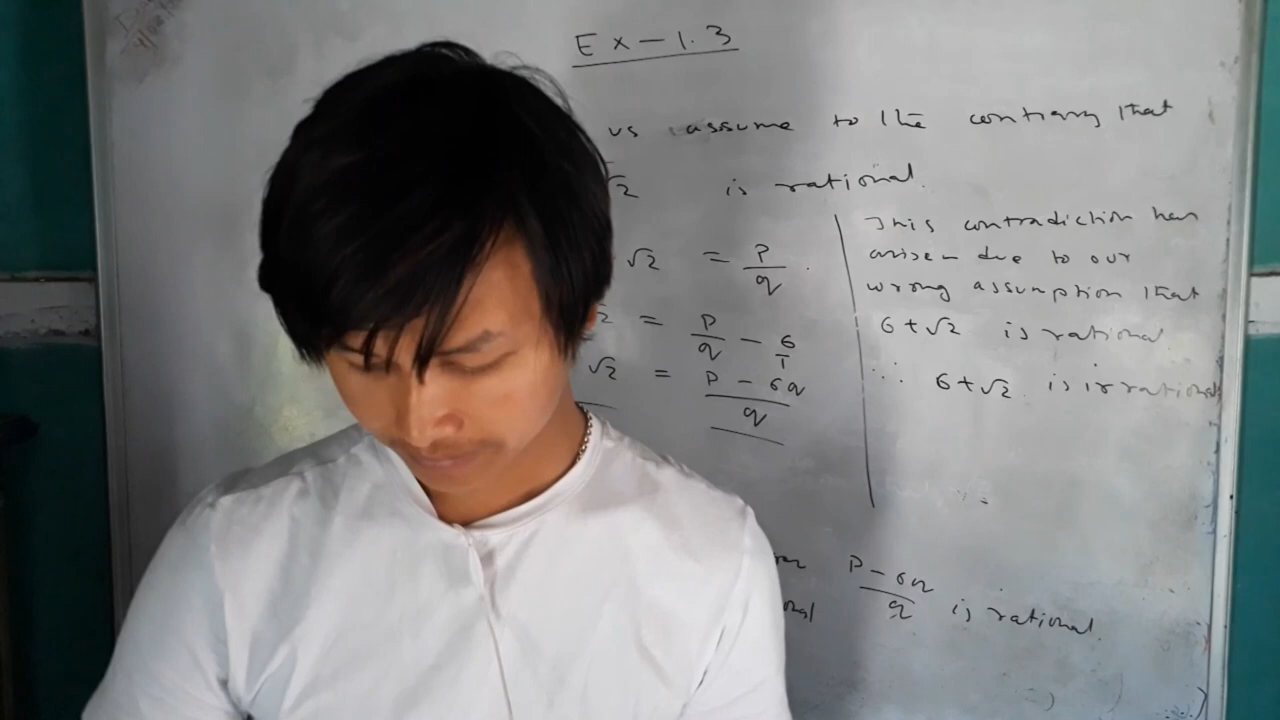 Ex-1.3
us assume to the contrary that
√2 is rational.
√2 = P/q.
= P/q - 6/1
√2 = P-6q/q
This contradiction has
arisen due to our
wrong assumption that
6+√2 is rational
∴ 6+√2 is irrational
P-6q/q is rational.